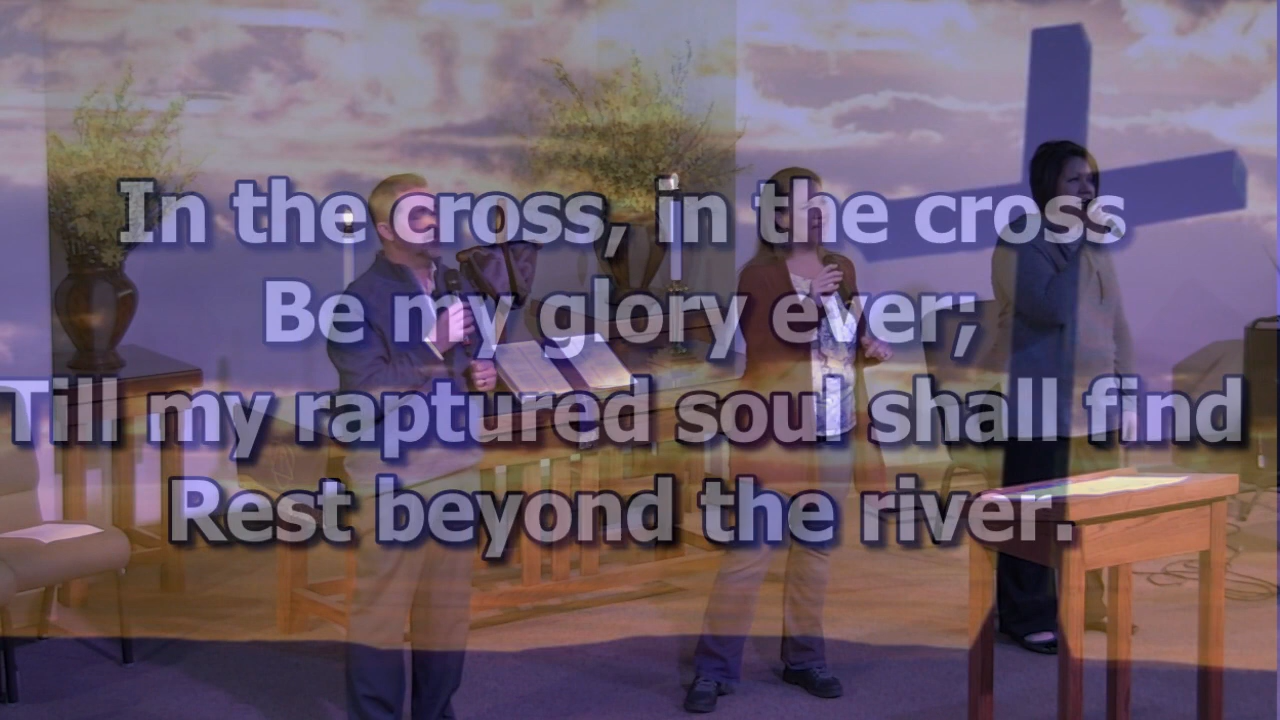 In the cross, in the cross
Be my glory ever;
Till my raptured soul shall find
Rest beyond the river.